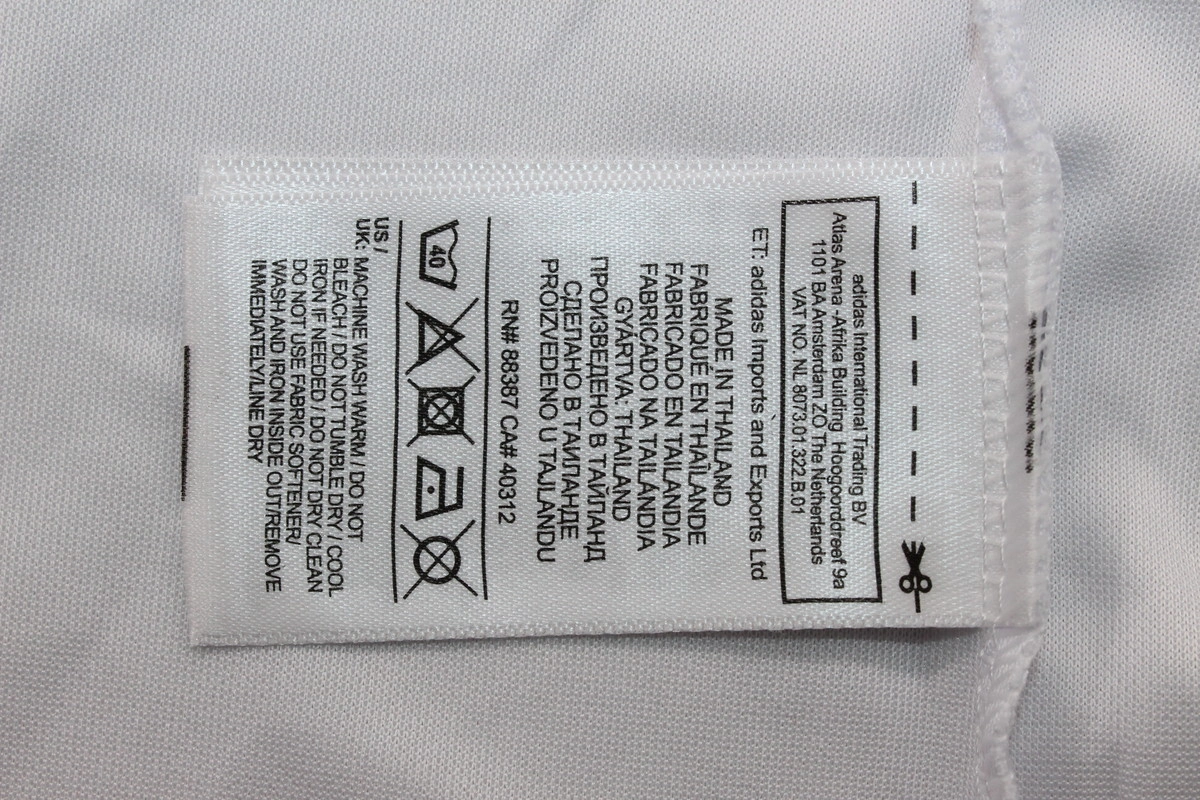 adidas International Trading BV
Atlas Arena -Afrika Building Hoogoorddreef 9a
1101 BA Amsterdam ZO The Netherlands
VAT NO. NL 8073.01.322.B.01
ET: adidas Imports and Exports Ltd
MADE IN THAILAND
FABRIQUÉ EN THAÏLANDE
FABRICADO EN TAILANDIA
FABRICADO NA TAILÂNDIA
GYÁRTVA: THAILAND
ПРОИЗВЕДЕНО В ТАЙЛАНД
СДЕЛАНО В ТАИЛАНДЕ
PROIZVEDENO U TAJLANDU
RN# 88387 CA# 40312
40
US /
UK: MACHINE WASH WARM / DO NOT
BLEACH / DO NOT TUMBLE DRY / COOL
IRON IF NEEDED / DO NOT DRY CLEAN
DO NOT USE FABRIC SOFTENER/
WASH AND IRON INSIDE OUT/REMOVE
IMMEDIATELY/LINE DRY